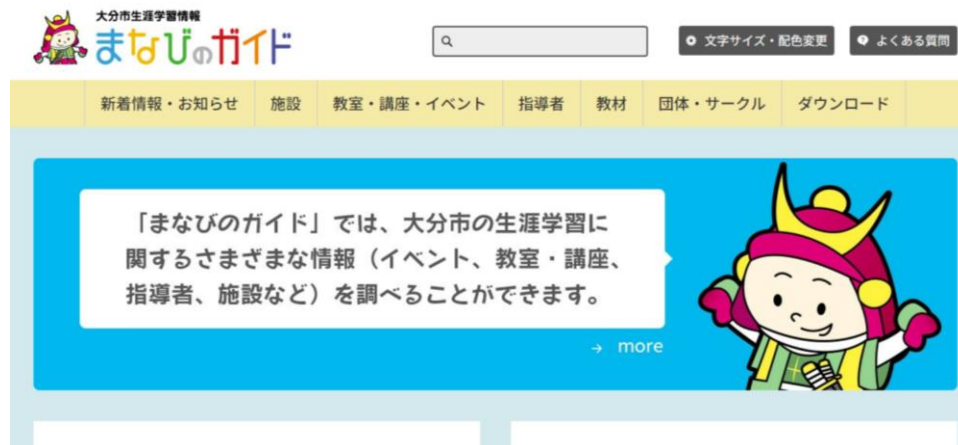 大分市生涯学習情報
まなびのガイド
文字サイズ・配色変更
よくある質問
新着情報・お知らせ
施設
教室・講座・イベント
指導者
教材
団体・サークル
ダウンロード
「まなびのガイド」では、大分市の生涯学習に
関するさまざまな情報（イベント、教室・講座、
指導者、施設など）を調べることができます。
→ more